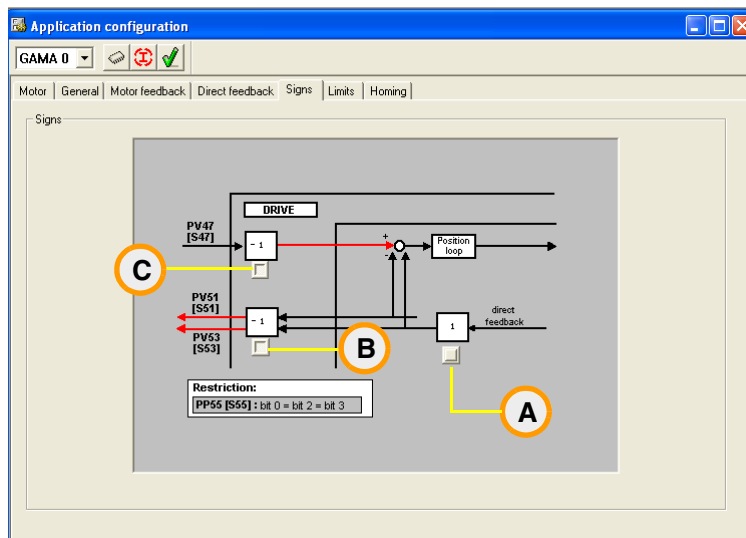 Application configuration
GAMA 0
Motor General Motor feedback Direct feedback Signs Limits Homing
Signs
DRIVE
PV47
[S47]
- 1
+
-
Position
loop
C
PV51
[S51]
- 1
PV53
[S53]
B
1
direct
feedback
A
Restriction:
PP55 [S55] : bit 0 = bit 2 = bit 3